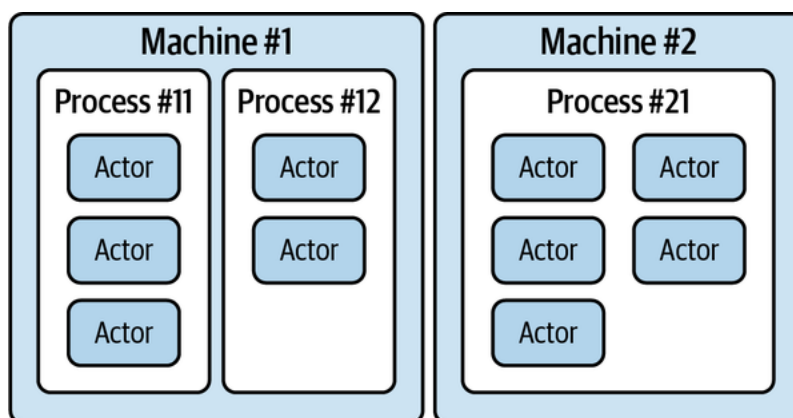 Machine #1
Process #11
Actor
Actor
Actor
Process #12
Actor
Actor
Machine #2
Process #21
Actor Actor
Actor Actor
Actor